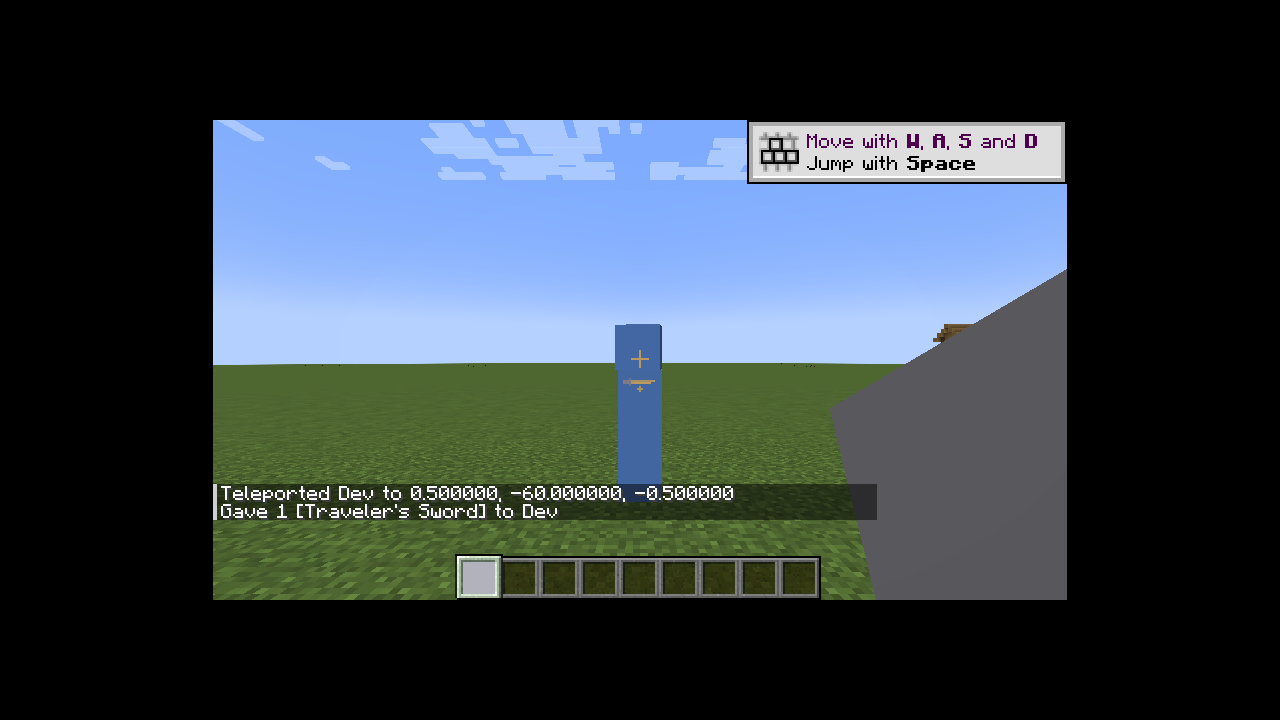 Move with W, A, S and D
Jump with Space
Teleported Dev to 0.500000, -60.000000, -0.500000
Gave 1 [Traveler's Sword] to Dev